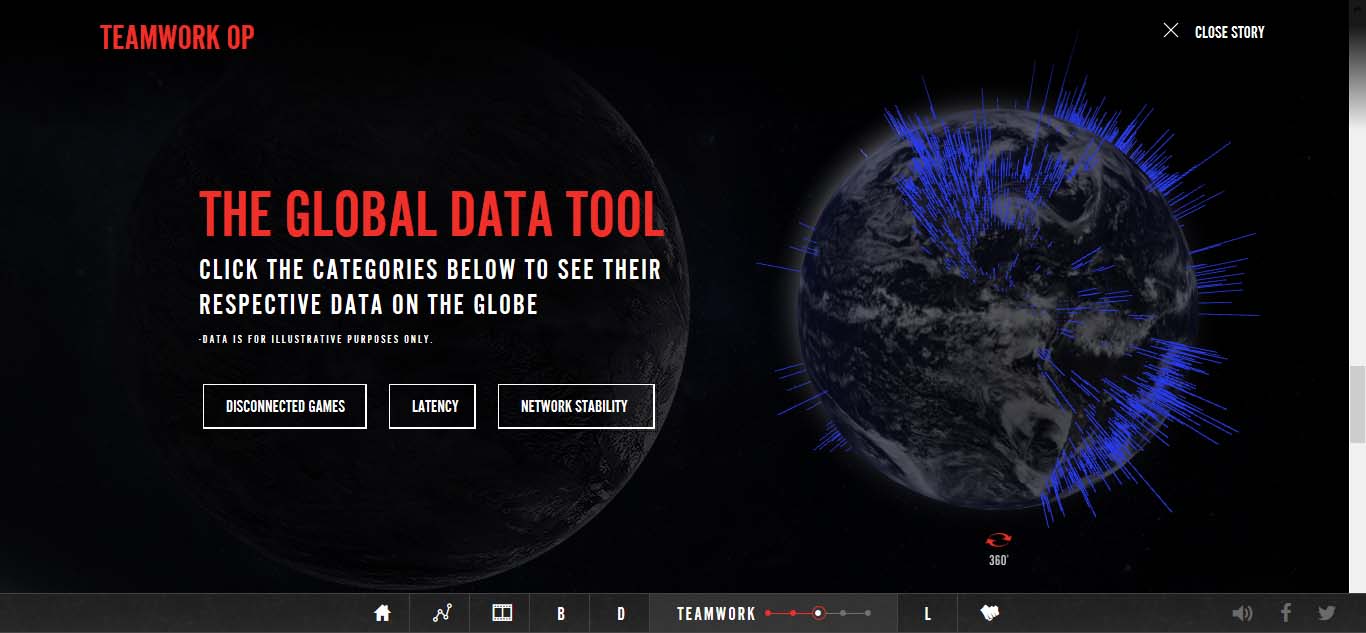 TEAMWORK OP
CLOSE STORY
THE GLOBAL DATA TOOL
CLICK THE CATEGORIES BELOW TO SEE THEIR
RESPECTIVE DATA ON THE GLOBE
-DATA IS FOR ILLUSTRATIVE PURPOSES ONLY.
DISCONNECTED GAMES
LATENCY
NETWORK STABILITY
360°
B
D
TEAMWORK
L